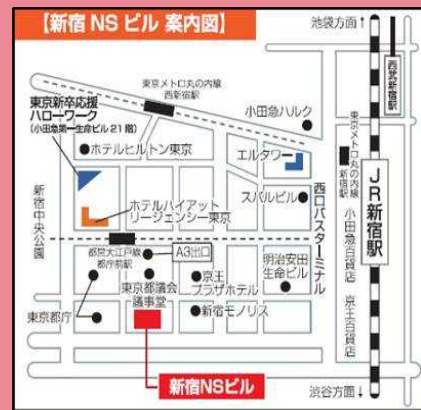 【新宿 NS ビル 案内図】
池袋方面↑
西武新宿駅
東京メトロ丸の内線
西新宿駅
小田急ハルク
東京新卒応援
ハローワーク
(小田急第一生命ビル 21 階)
ホテルヒルトン東京
エルタワー
東京メトロ丸の内線
新宿駅
JR新宿駅
スバルビル
新宿中央公園
ホテルハイアット
リージェンシー東京
西口バスターミナル
小田急百貨店
京王百貨店
都営大江戸線
都庁前駅
A3出口
東京都議会
議事堂
京王
プラザホテル
明治安田
生命ビル
東京都庁
新宿モノリス
新宿NSビル
渋谷方面↓